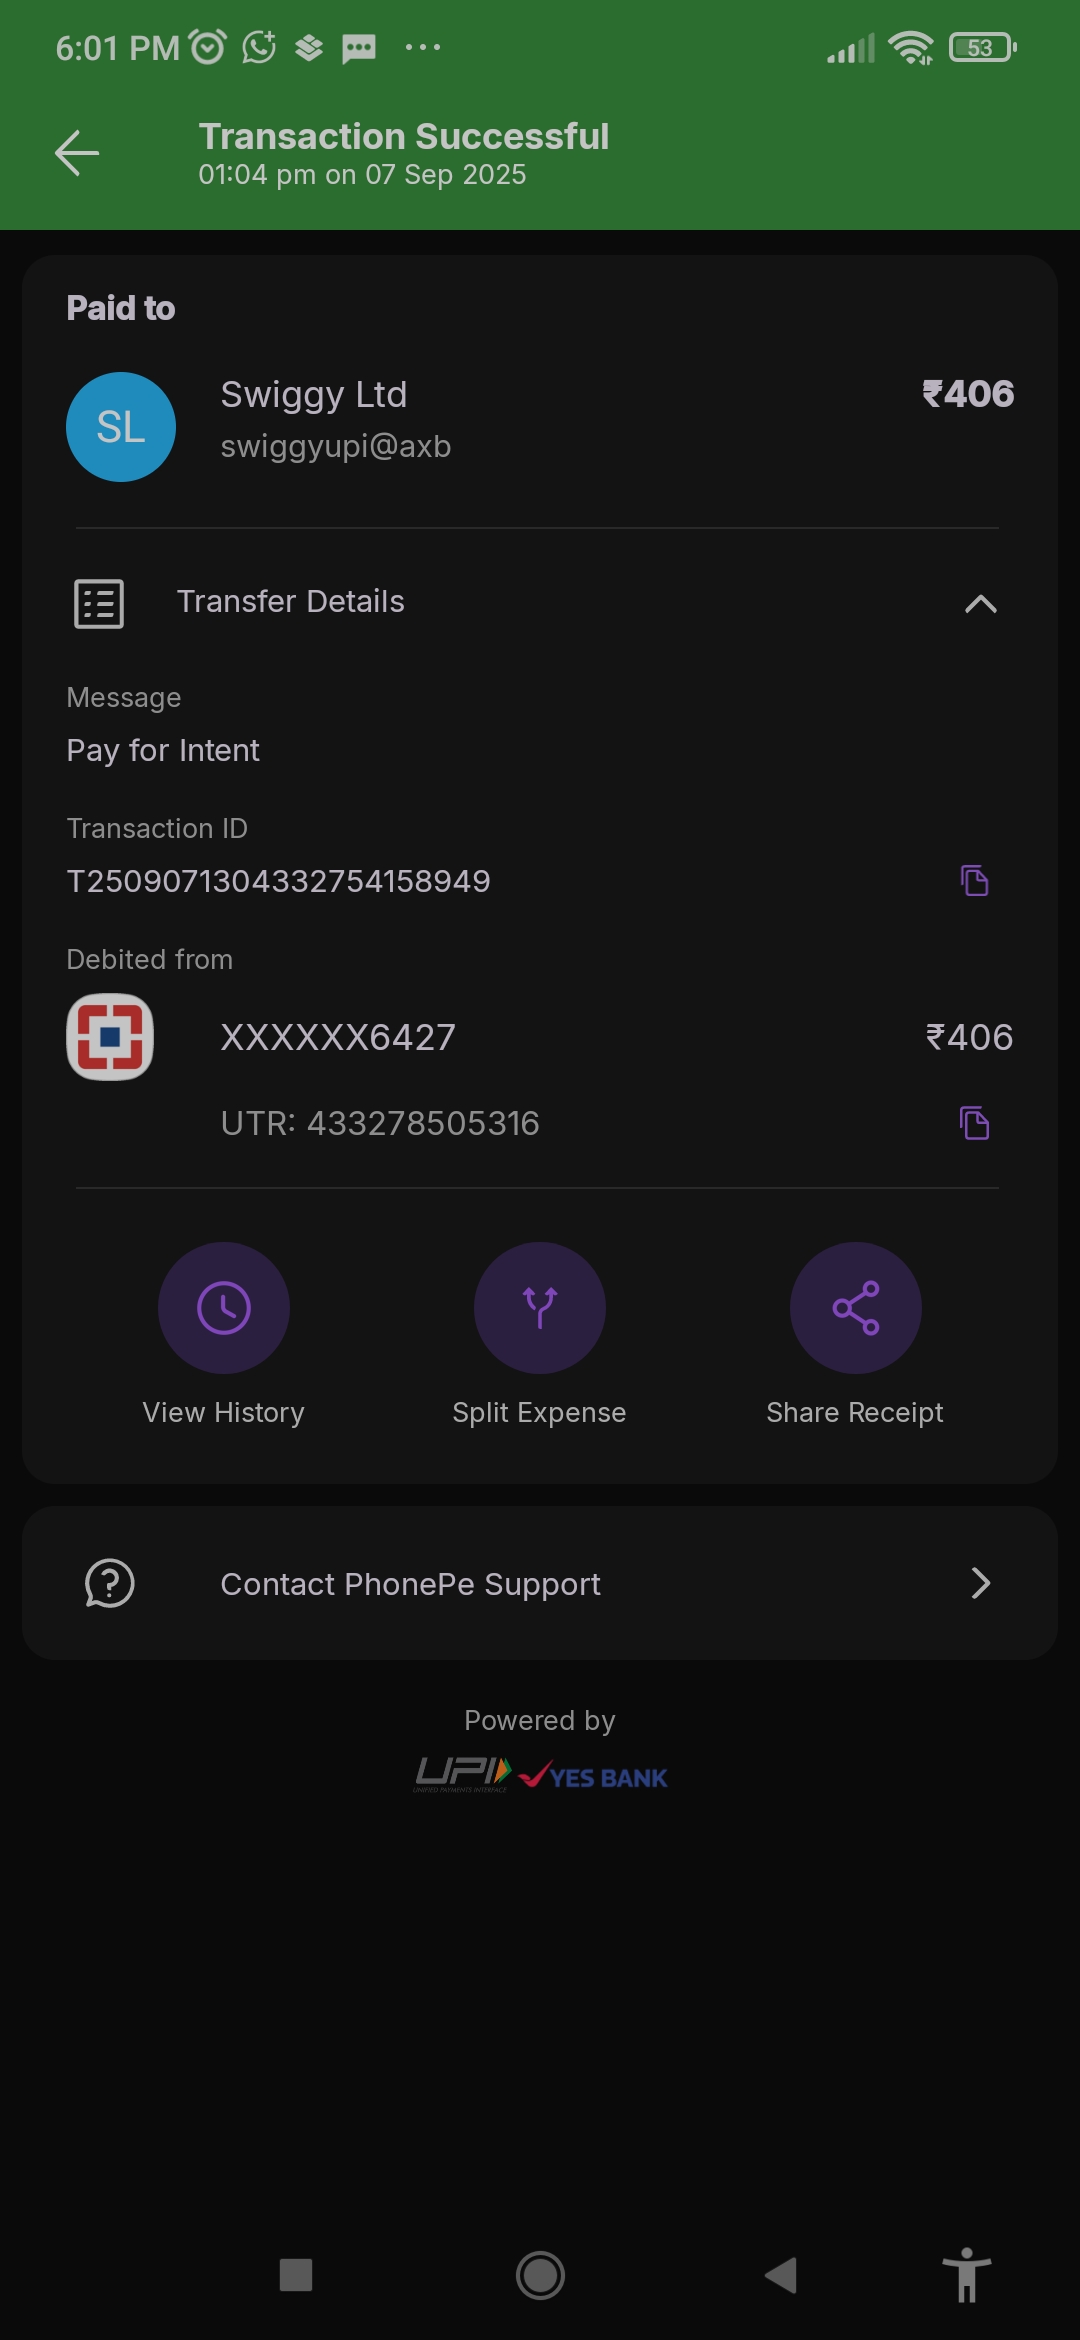 6:01 PM
53
Transaction Successful
01:04 pm on 07 Sep 2025
Paid to
SL
Swiggy Ltd
₹406
swiggyupi@axb
Transfer Details
Message
Pay for Intent
Transaction ID
T2509071304332754158949
Debited from
XXXXXX6427
₹406
UTR: 433278505316
View History
Split Expense
Share Receipt
Contact PhonePe Support
Powered by
UPI YES BANK
UNIFIED PAYMENTS INTERFACE